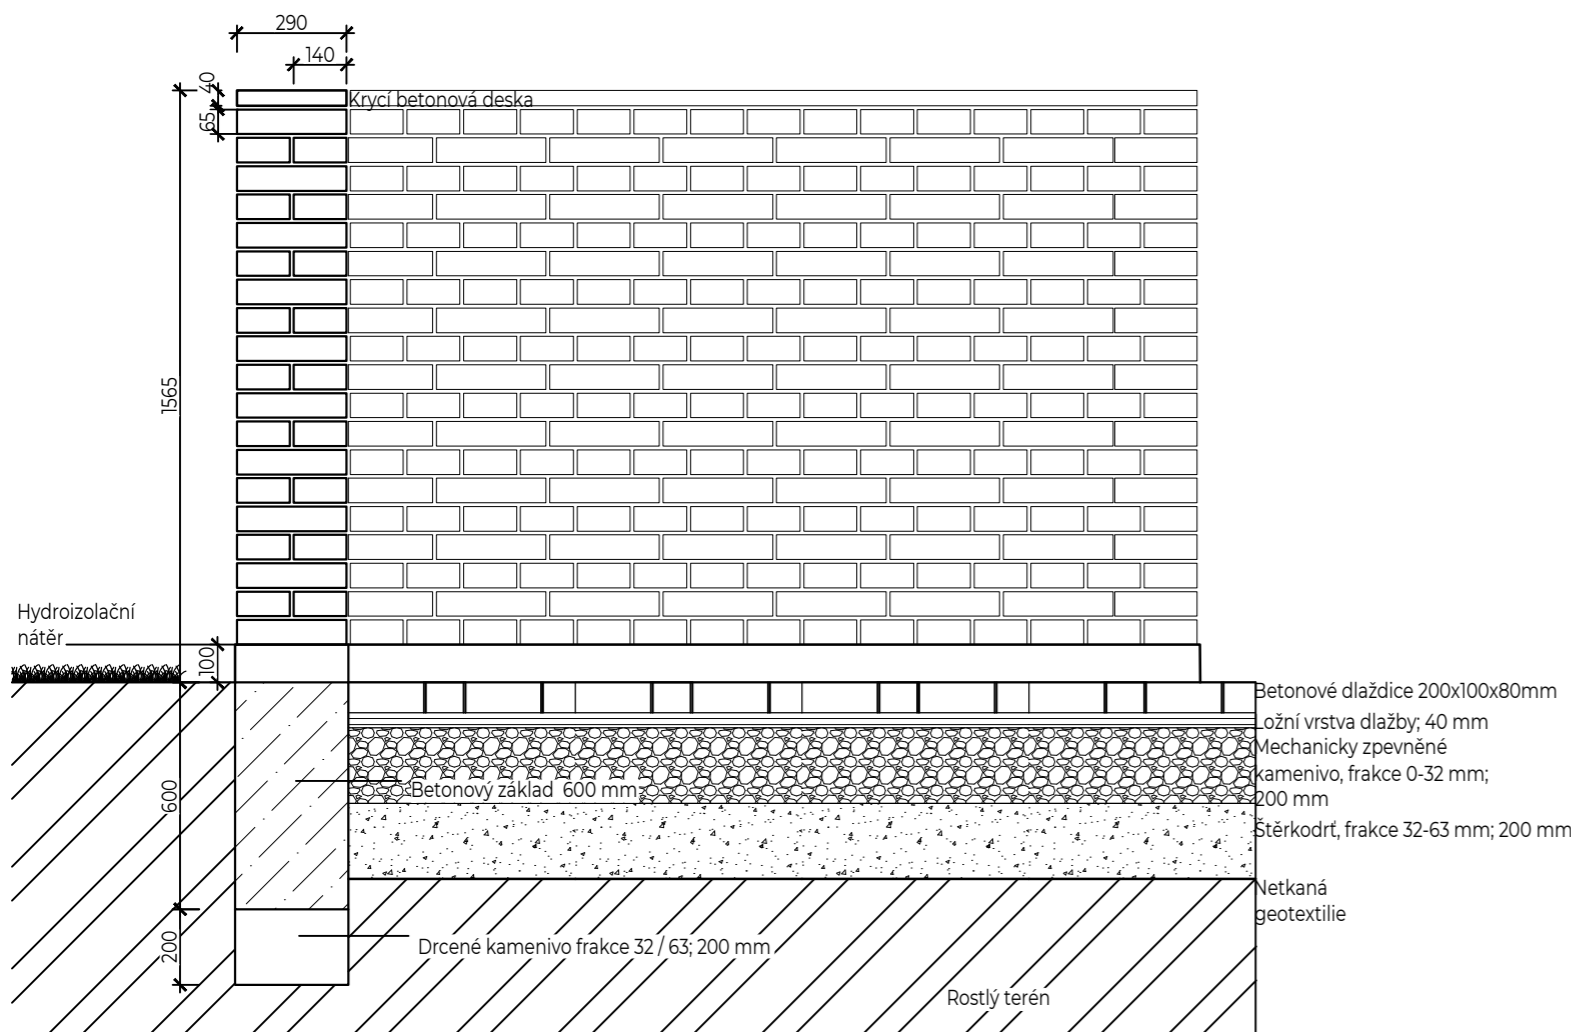 290
140
40
Krycí betonová deska
65
1565
Hydroizolační
nátěr
100
Betonové dlaždice 200x100x80mm
Ložní vrstva dlažby; 40 mm
Mechanicky zpevněné
kamenivo, frakce 0-32 mm;
200 mm
Betonový základ 600 mm
600
Štěrkodrť, frakce 32-63 mm; 200 mm
Netkaná
geotextilie
200
Drcené kamenivo frakce 32 / 63; 200 mm
Rostlý terén